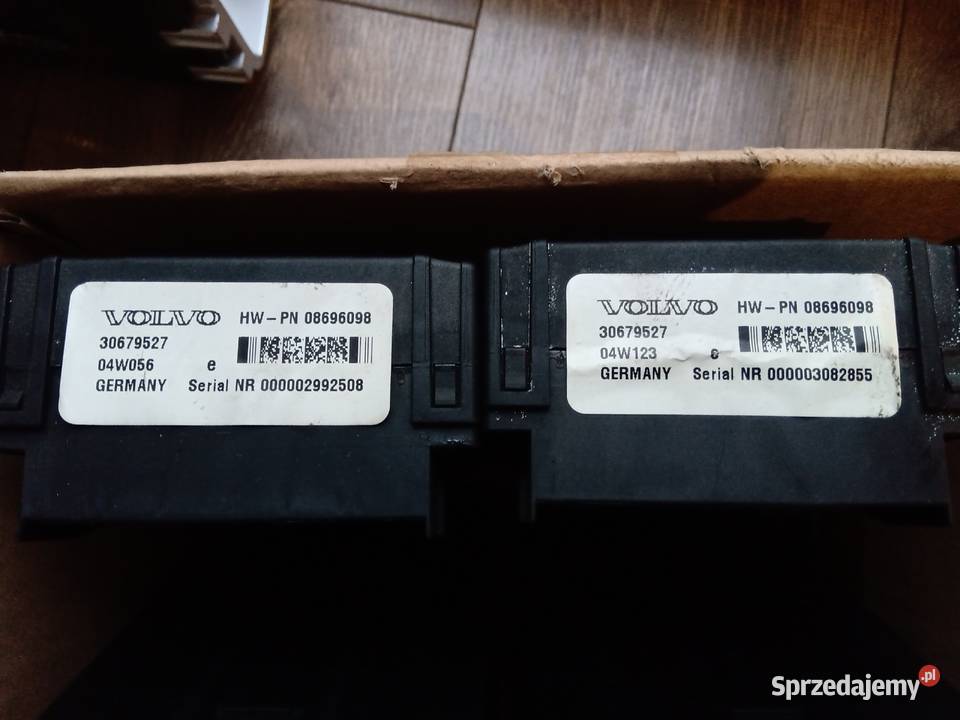 VOLVO HW-PN 08696098
30679527
04W056 e
GERMANY Serial NR 000002992508
VOLVO HW-PN 08696098
30679527
04W123 e
GERMANY Serial NR 000003082855
Sprzedajemy.pl